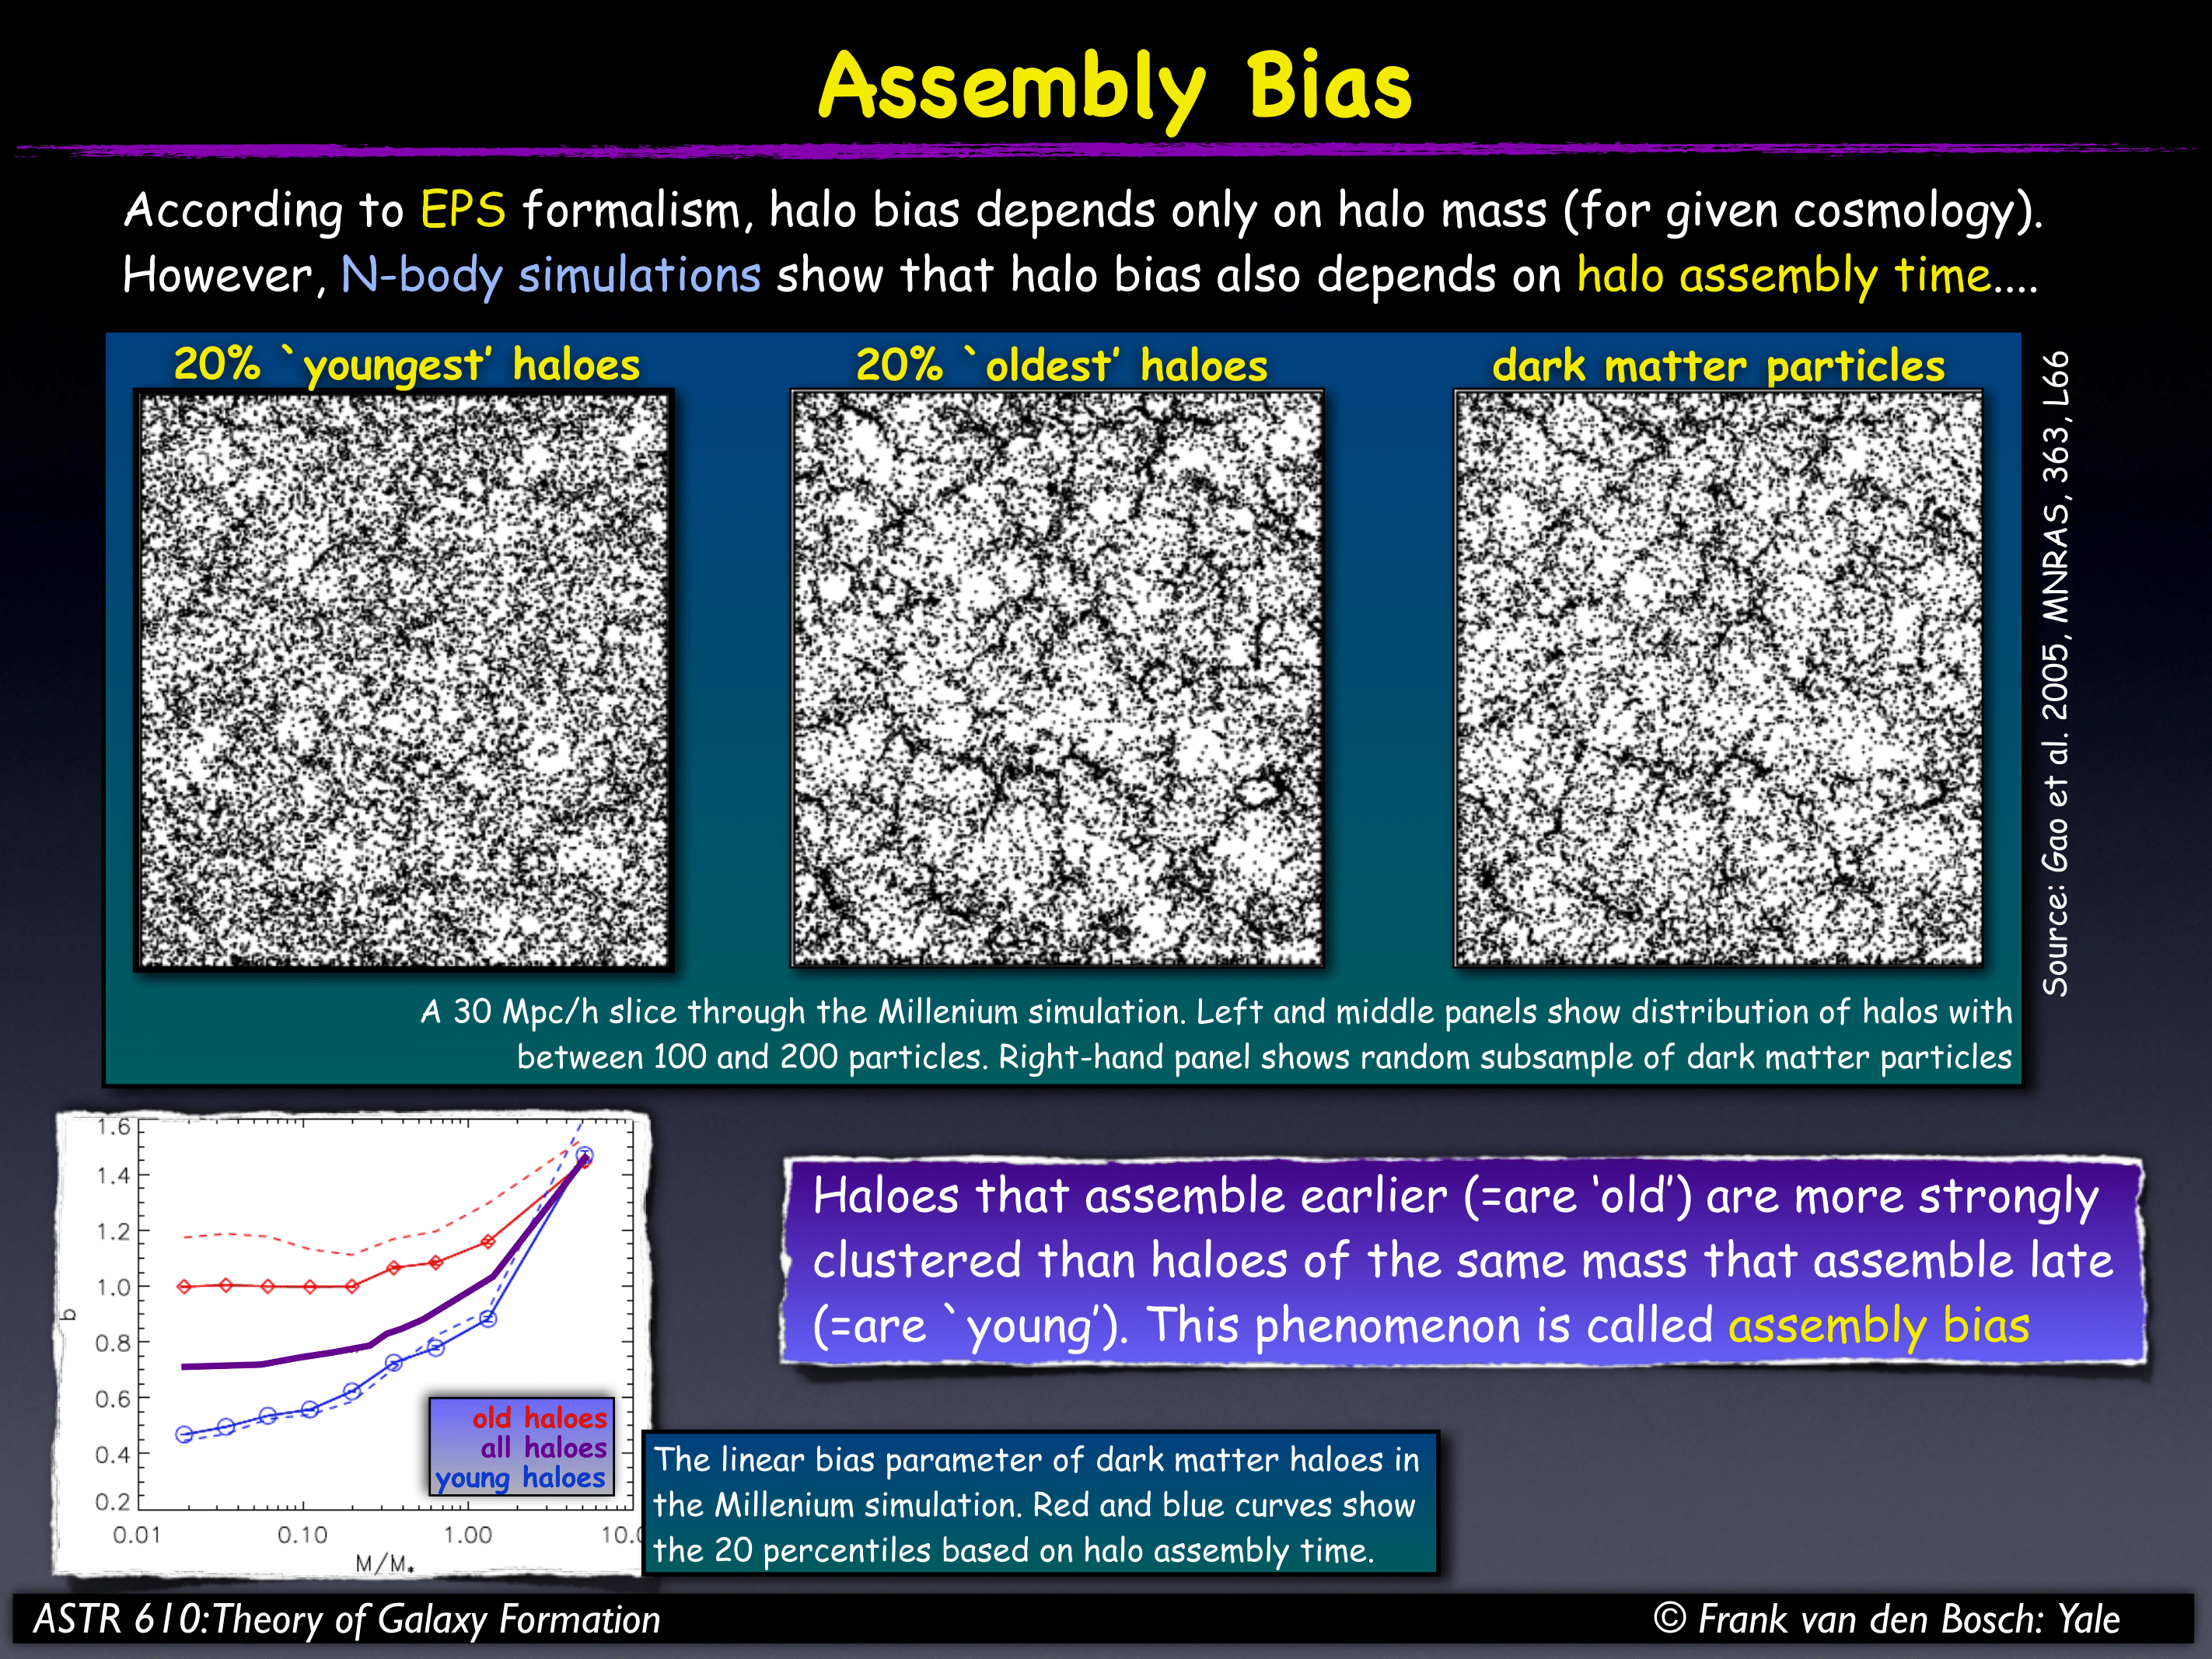 Assembly Bias
According to EPS formalism, halo bias depends only on halo mass (for given cosmology).
However, N-body simulations show that halo bias also depends on halo assembly time....
20% `youngest’ haloes
20% `oldest’ haloes
dark matter particles
Source: Gao et al. 2005, MNRAS, 363, L66
A 30 Mpc/h slice through the Millenium simulation. Left and middle panels show distribution of halos with
between 100 and 200 particles. Right-hand panel shows random subsample of dark matter particles
1.6
1.4
1.2
1.0
0.8
0.6
0.4
0.2
b
0.01 0.10 1.00 10.0
M/M*
old haloes
all haloes
young haloes
Haloes that assemble earlier (=are ‘old’) are more strongly
clustered than haloes of the same mass that assemble late
(=are `young’). This phenomenon is called assembly bias
The linear bias parameter of dark matter haloes in
the Millenium simulation. Red and blue curves show
the 20 percentiles based on halo assembly time.
ASTR 610:Theory of Galaxy Formation
© Frank van den Bosch: Yale